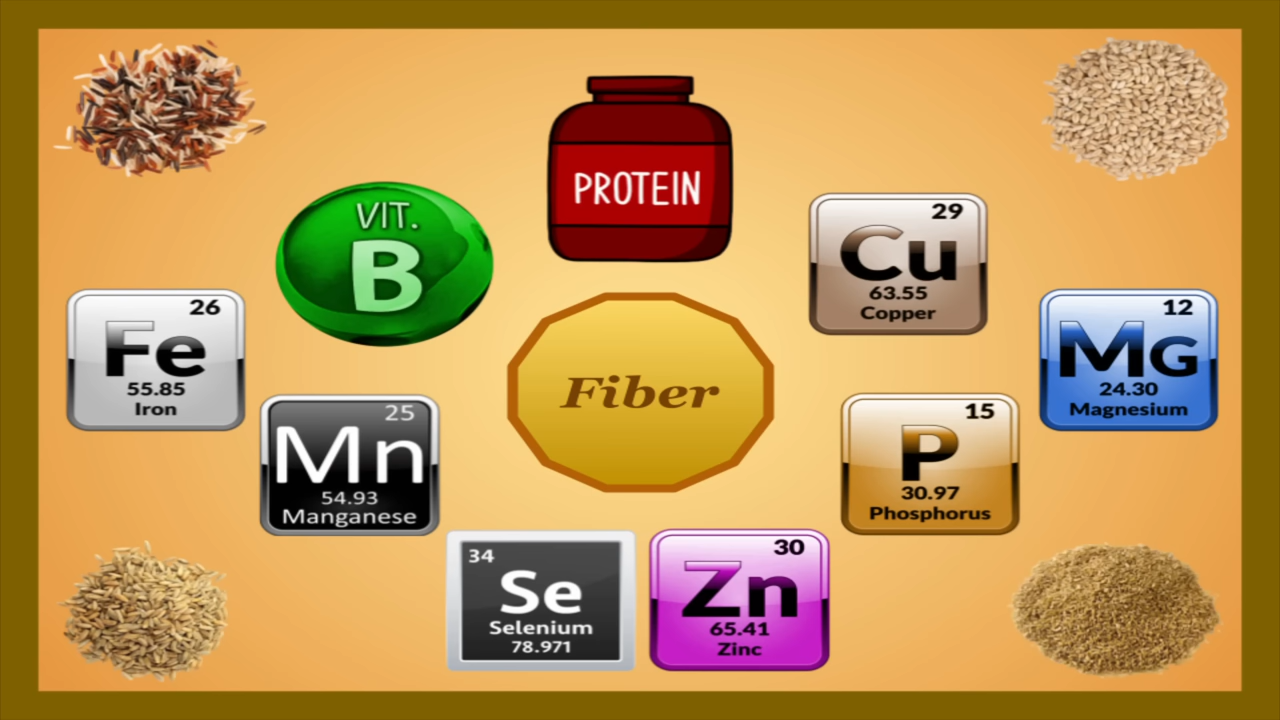 PROTEIN
VIT.
B
29
Cu
63.55
Copper
26
Fe
55.85
Iron
12
MG
24.30
Magnesium
Fiber
25
Mn
54.93
Manganese
15
P
30.97
Phosphorus
34
Se
Selenium
78.971
30
Zn
65.41
Zinc